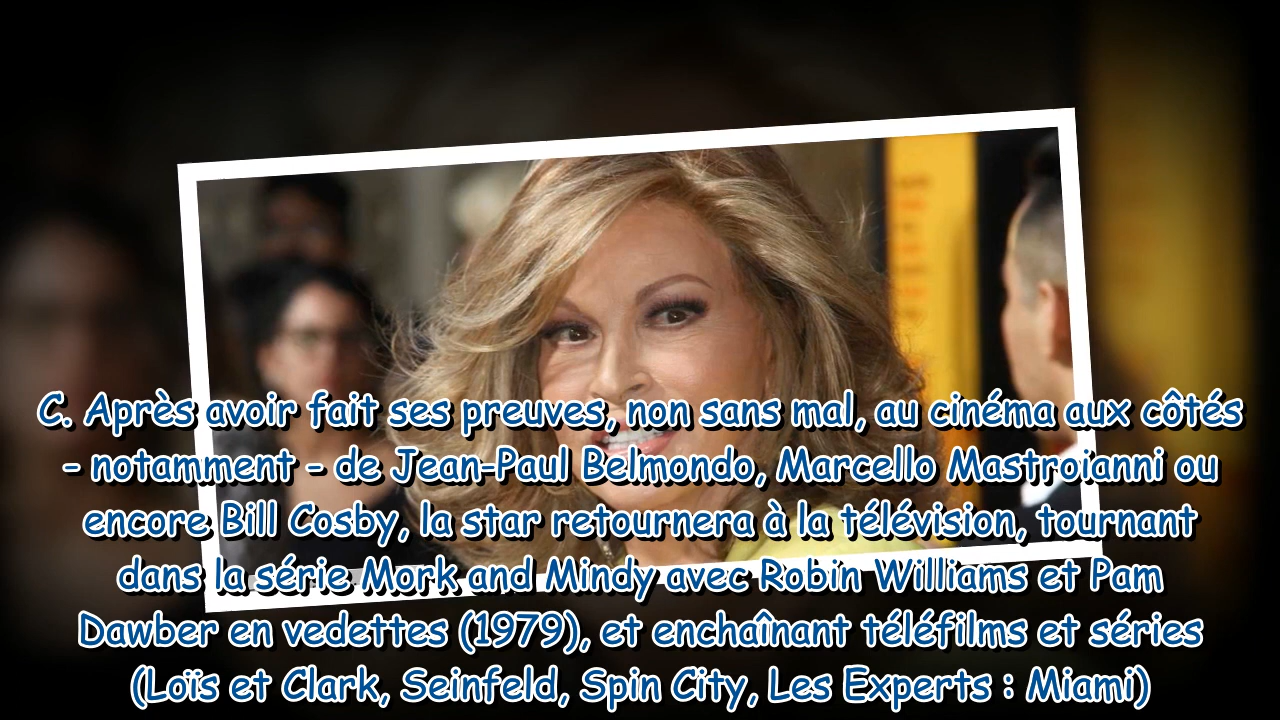 C. Après avoir fait ses preuves, non sans mal, au cinéma aux côtés
– notamment – de Jean-Paul Belmondo, Marcello Mastroianni ou
encore Bill Cosby, la star retournera à la télévision, tournant
dans la série Mork and Mindy avec Robin Williams et Pam
Dawber en vedettes (1979), et enchaînant téléfilms et séries
(Loïs et Clark, Seinfeld, Spin City, Les Experts : Miami)